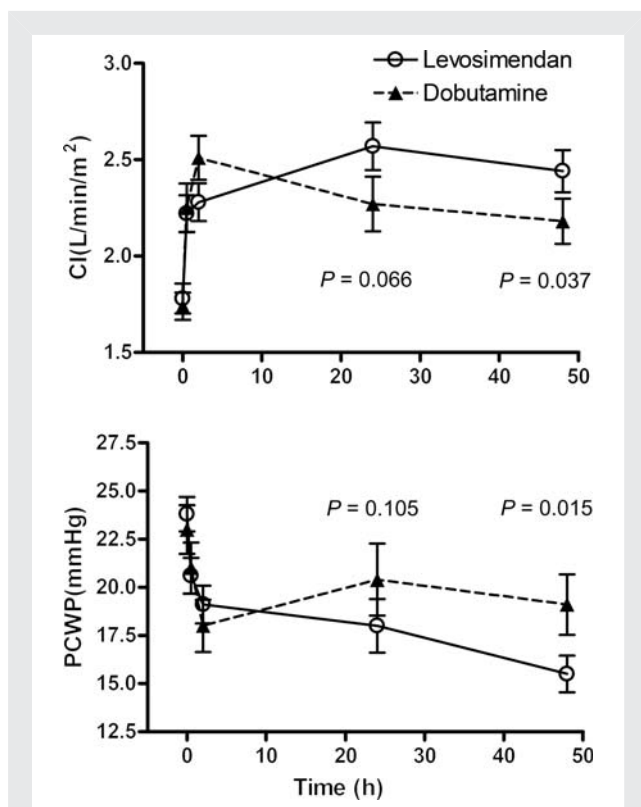 Levosimendan
Dobutamine
CI(L/min/m²)
3.0
2.5
2.0
1.5
P = 0.066
P = 0.037
0 10 20 30 40 50
PCWP(mmHg)
27.5
25.0
22.5
20.0
17.5
15.0
12.5
P = 0.105
P = 0.015
0 10 20 30 40 50
Time (h)